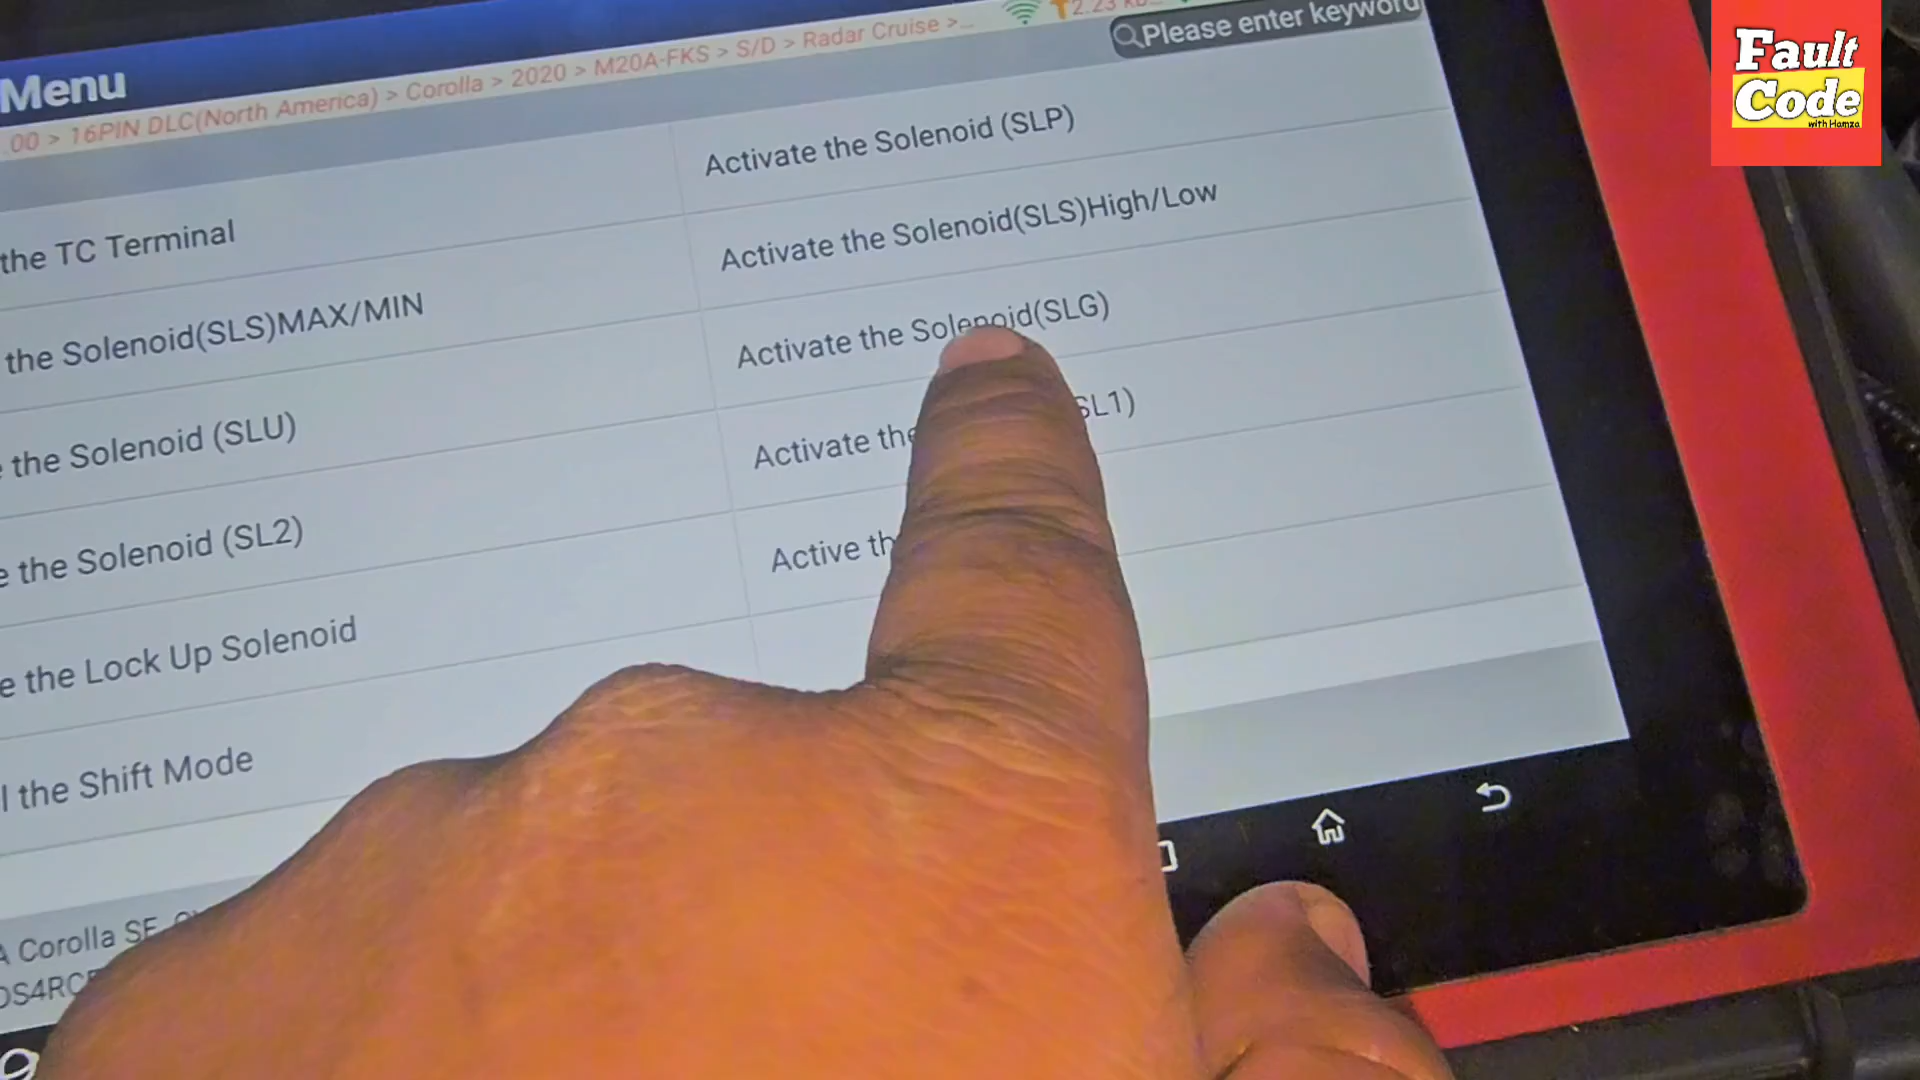 Menu
.00 > 16PIN DLC(North America) > Corolla > 2020 > M20A-FKS > S/D > Radar Cruise >...
Please enter keyword
the TC Terminal
Activate the Solenoid (SLP)
the Solenoid(SLS)MAX/MIN
Activate the Solenoid(SLS)High/Low
the Solenoid (SLU)
Activate the Solenoid(SLG)
the Solenoid (SL2)
Activate the SL1)
the Lock Up Solenoid
Active th
the Shift Mode
Corolla SE
DS4RC
Fault
Code
with Hamza